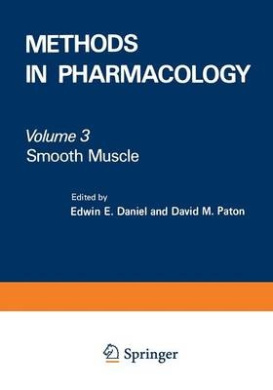 METHODS
IN PHARMACOLOGY
Volume 3
Smooth Muscle
Edited by
Edwin E. Daniel and David M. Paton
Springer